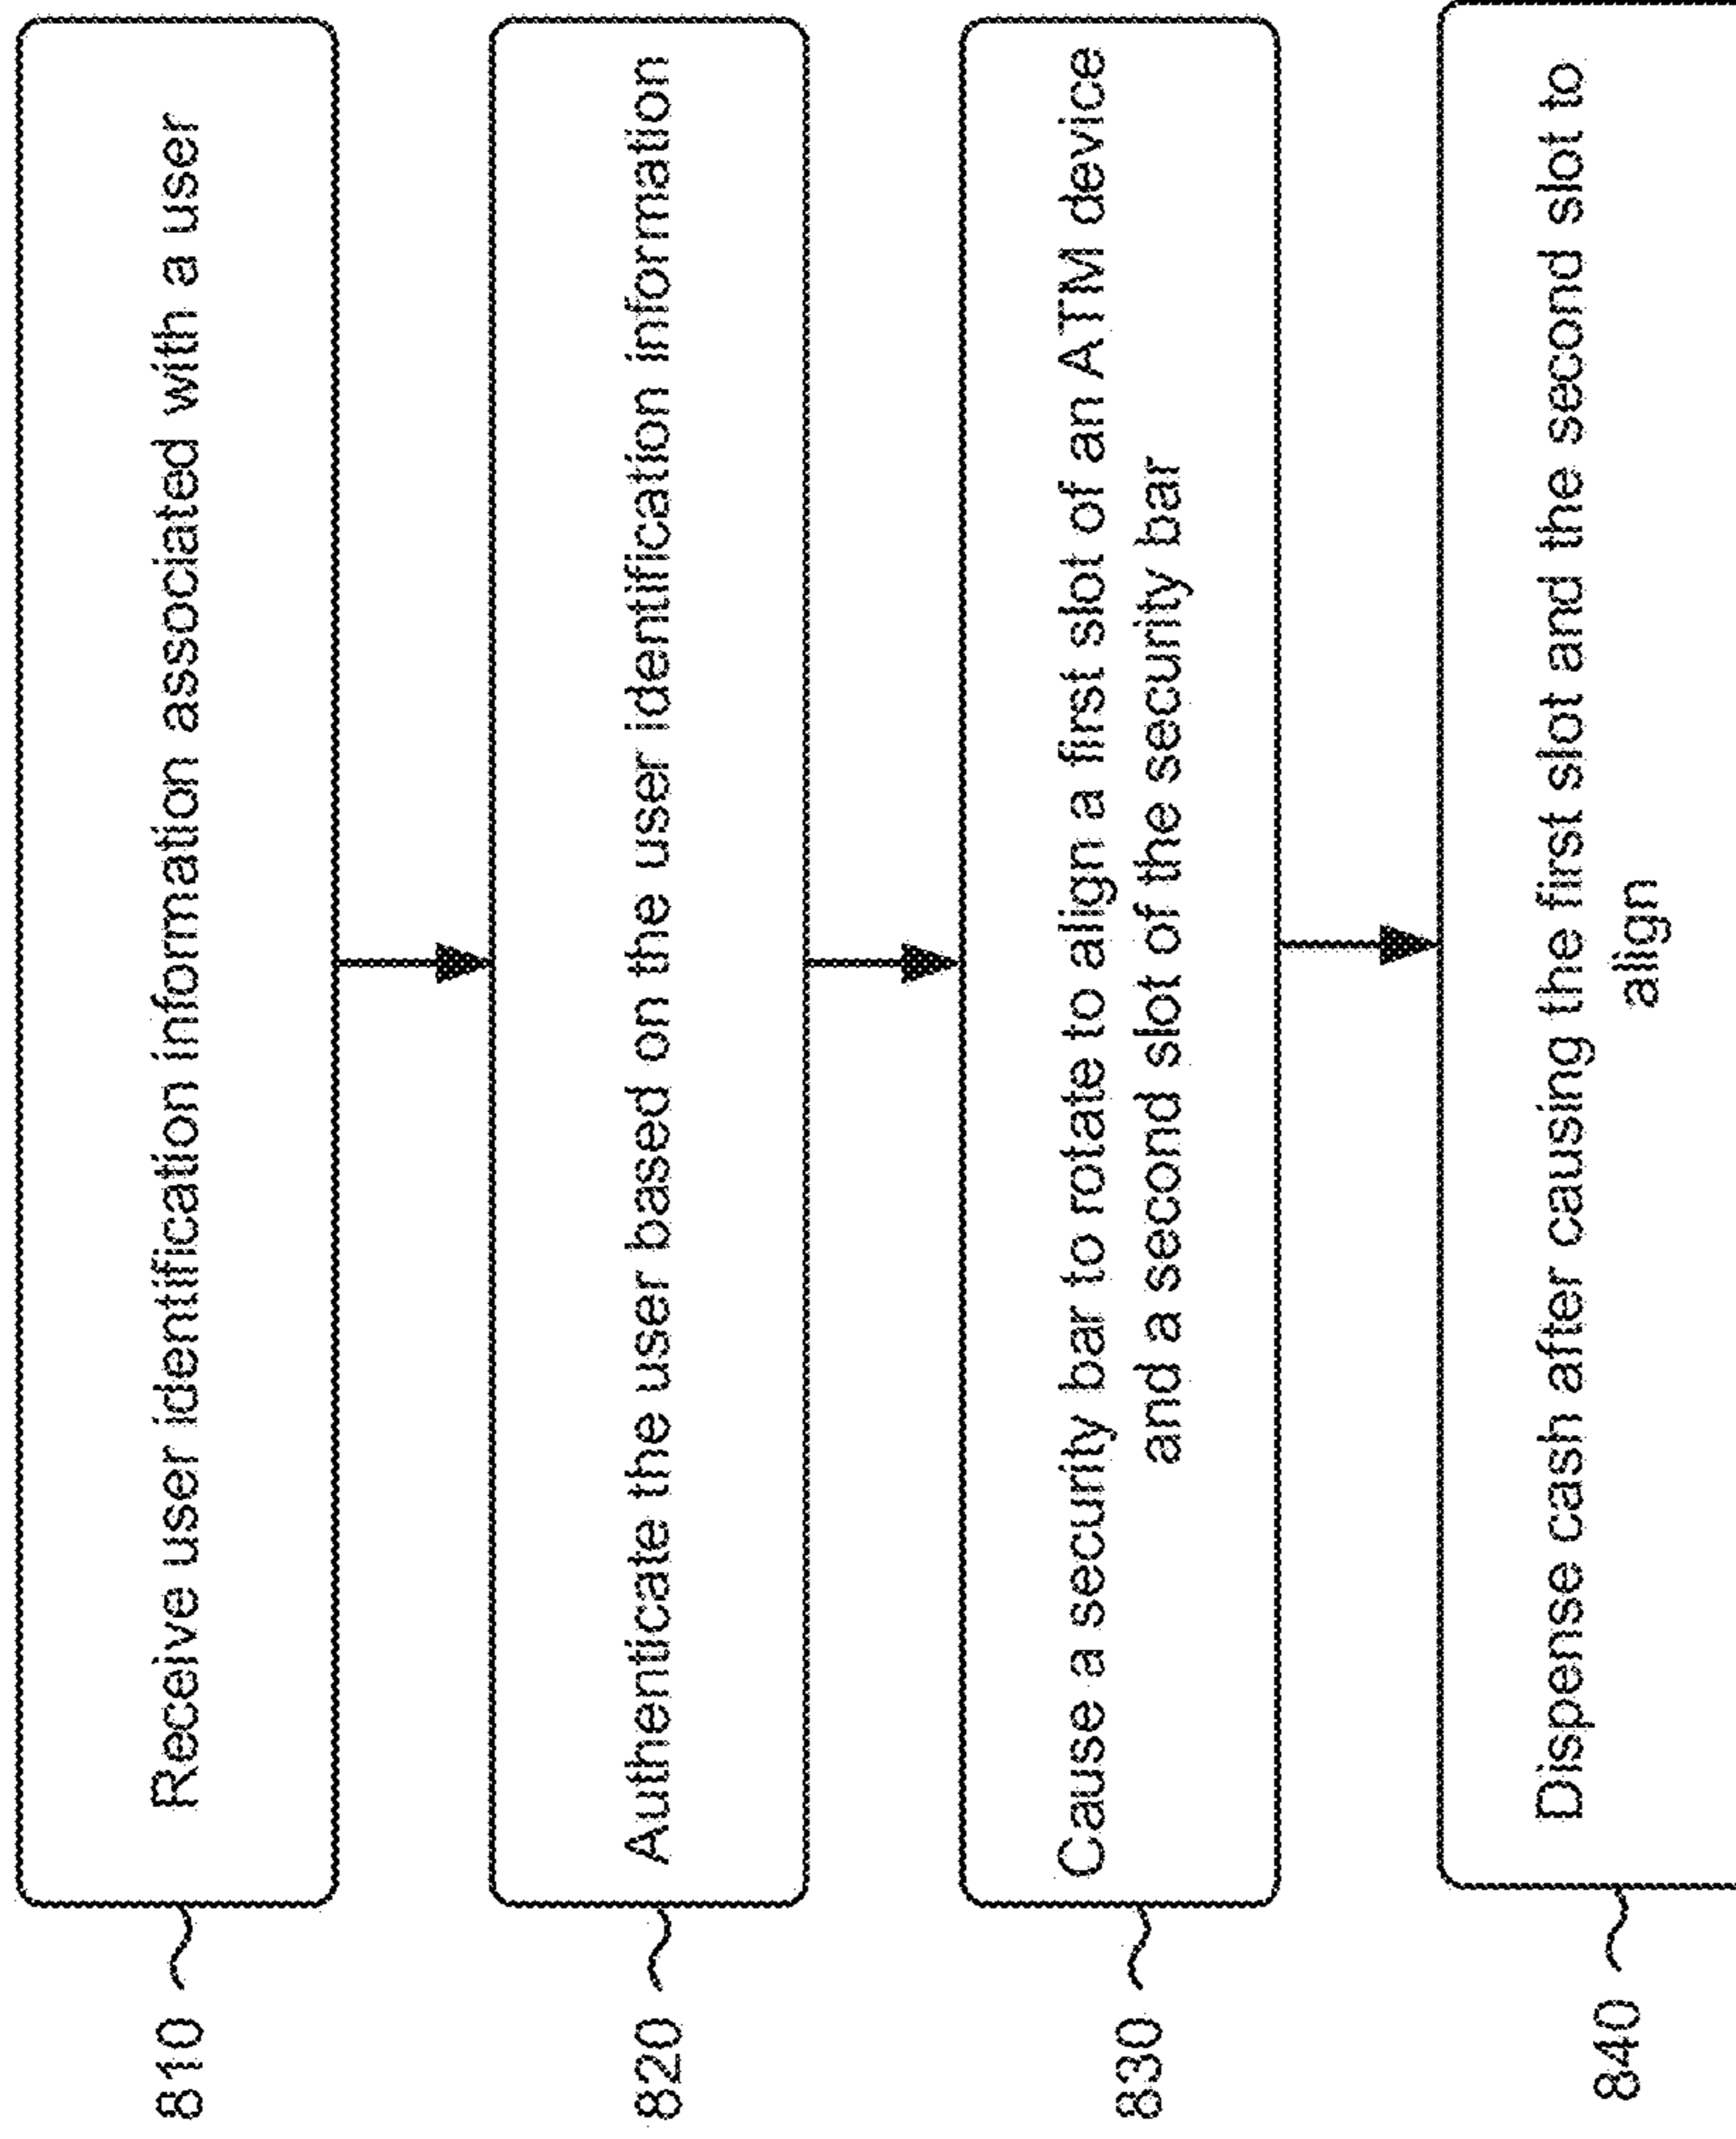 810
Receive user identification information associated with a user
820
Authenticate the user based on the user identification information
830
Cause a security bar to rotate to align a first slot of an ATM device
and a second slot of the security bar
840
Dispense cash after causing the first slot and the second slot to
align